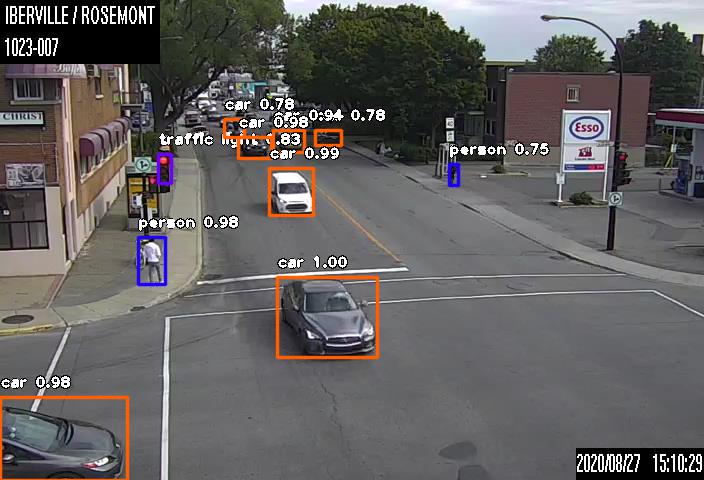 IBERVILLE / ROSEMONT
1023-007
CHRIST
car 0.78
0.94
0.78
car 0.98
traffic light
.83
car 0.99
person 0.75
Esso
person 0.98
car 1.00
car 0.98
2020/08/27 15:10:29